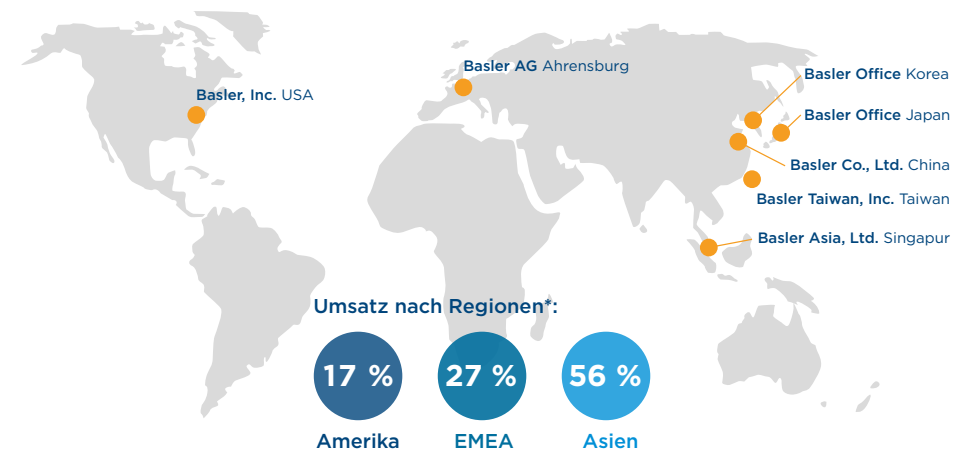 Basler AG Ahrensburg
Basler, Inc. USA
Basler Office Korea
Basler Office Japan
Basler Co., Ltd. China
Basler Taiwan, Inc. Taiwan
Basler Asia, Ltd. Singapur
Umsatz nach Regionen*:
17 % 27 % 56 %
Amerika EMEA Asien